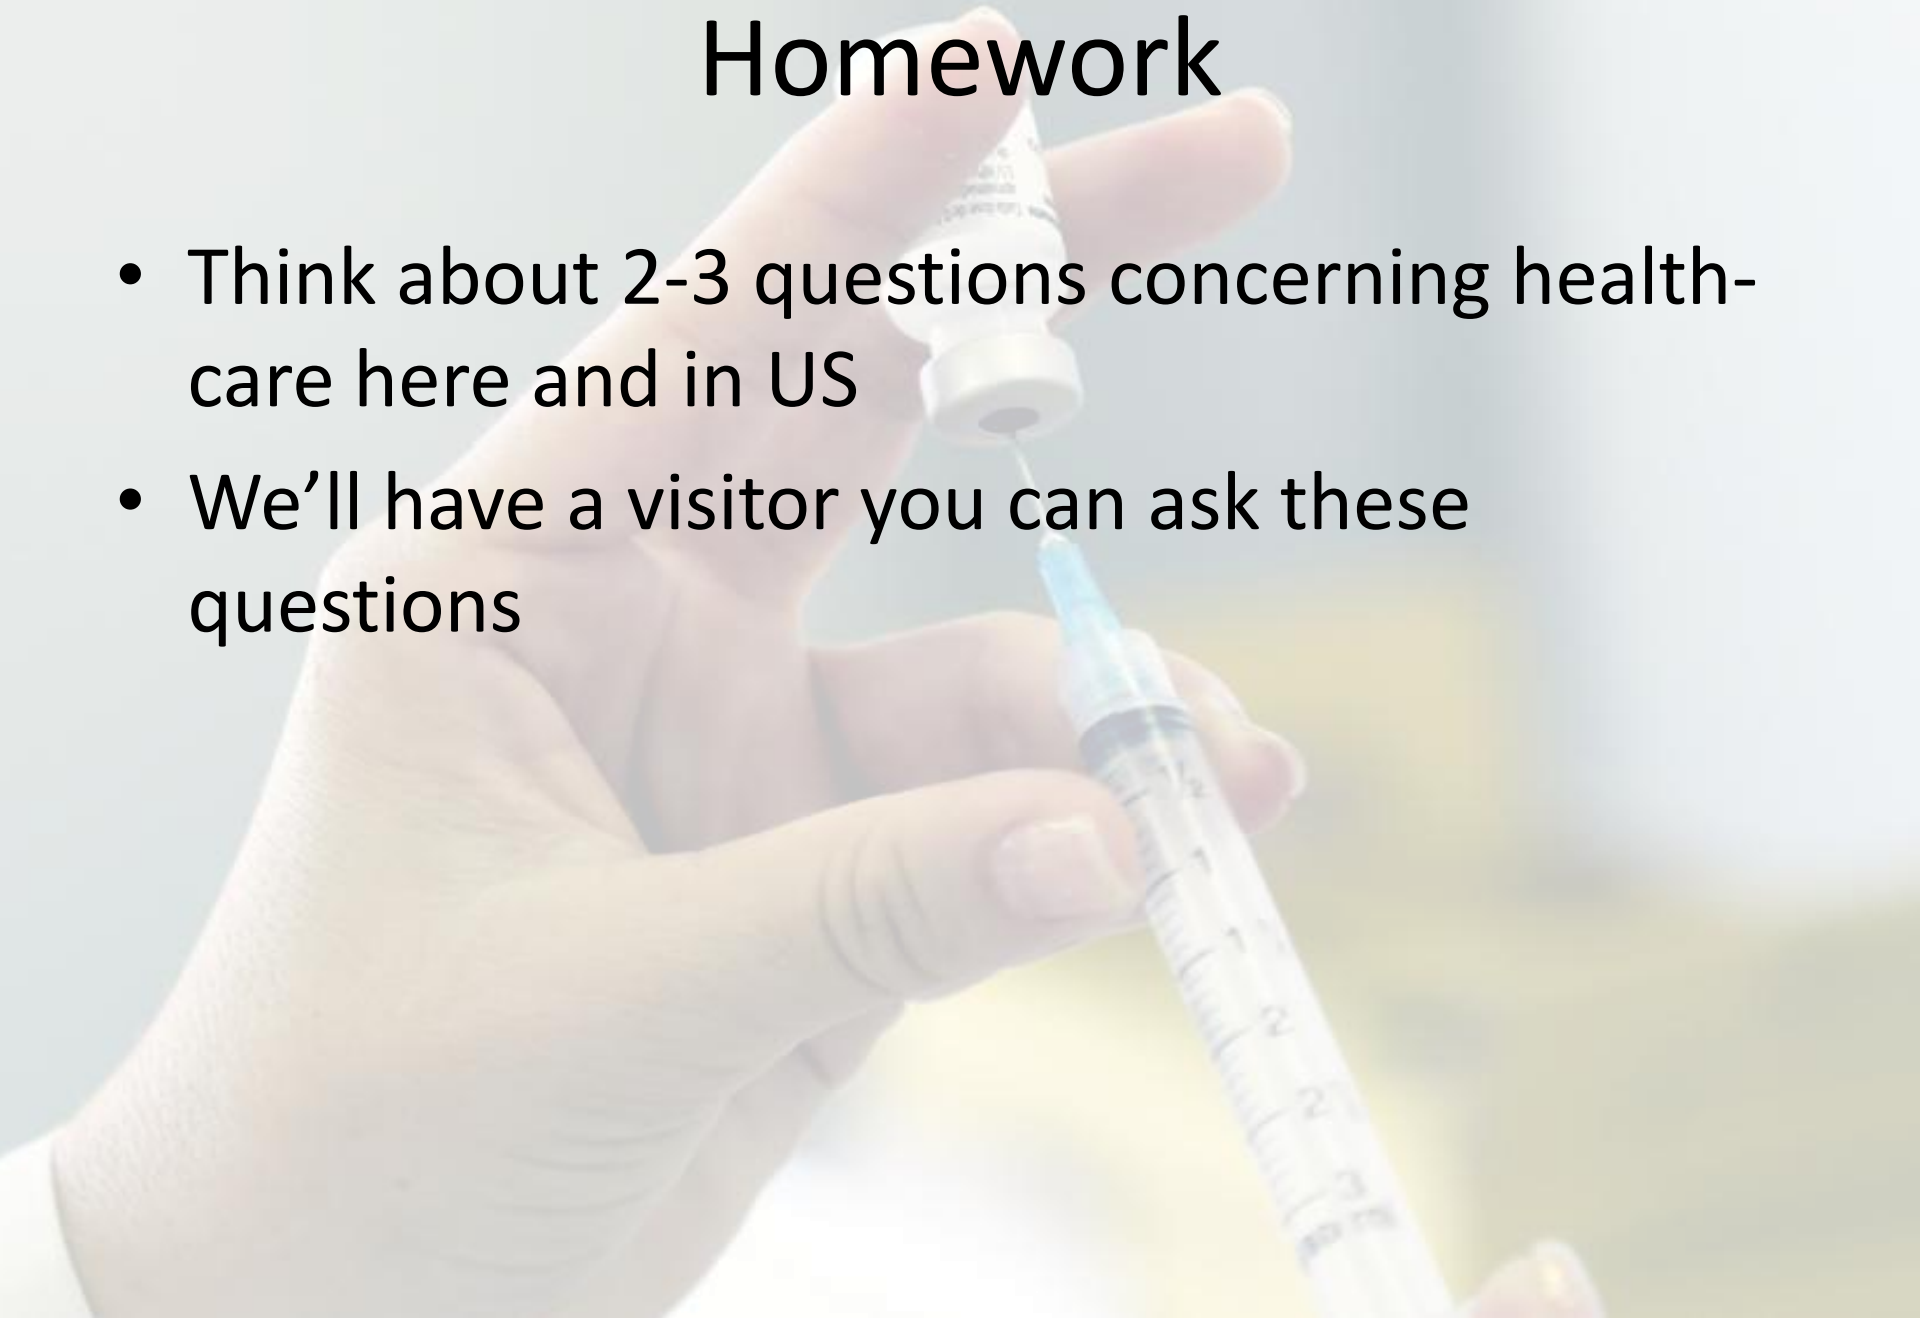 Homework
• Think about 2-3 questions concerning health-
care here and in US
• We’ll have a visitor you can ask these
questions